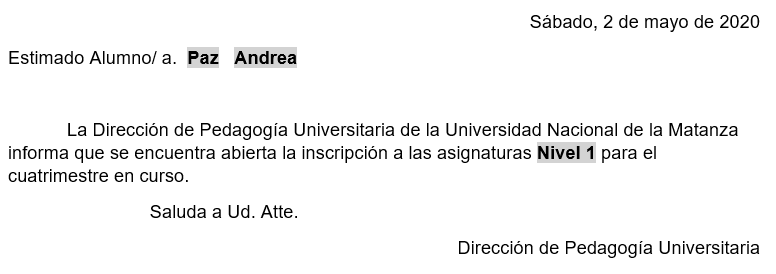 Sábado, 2 de mayo de 2020
Estimado Alumno/ a. Paz Andrea
La Dirección de Pedagogía Universitaria de la Universidad Nacional de la Matanza
informa que se encuentra abierta la inscripción a las asignaturas Nivel 1 para el
cuatrimestre en curso.
Saluda a Ud. Atte.
Dirección de Pedagogía Universitaria